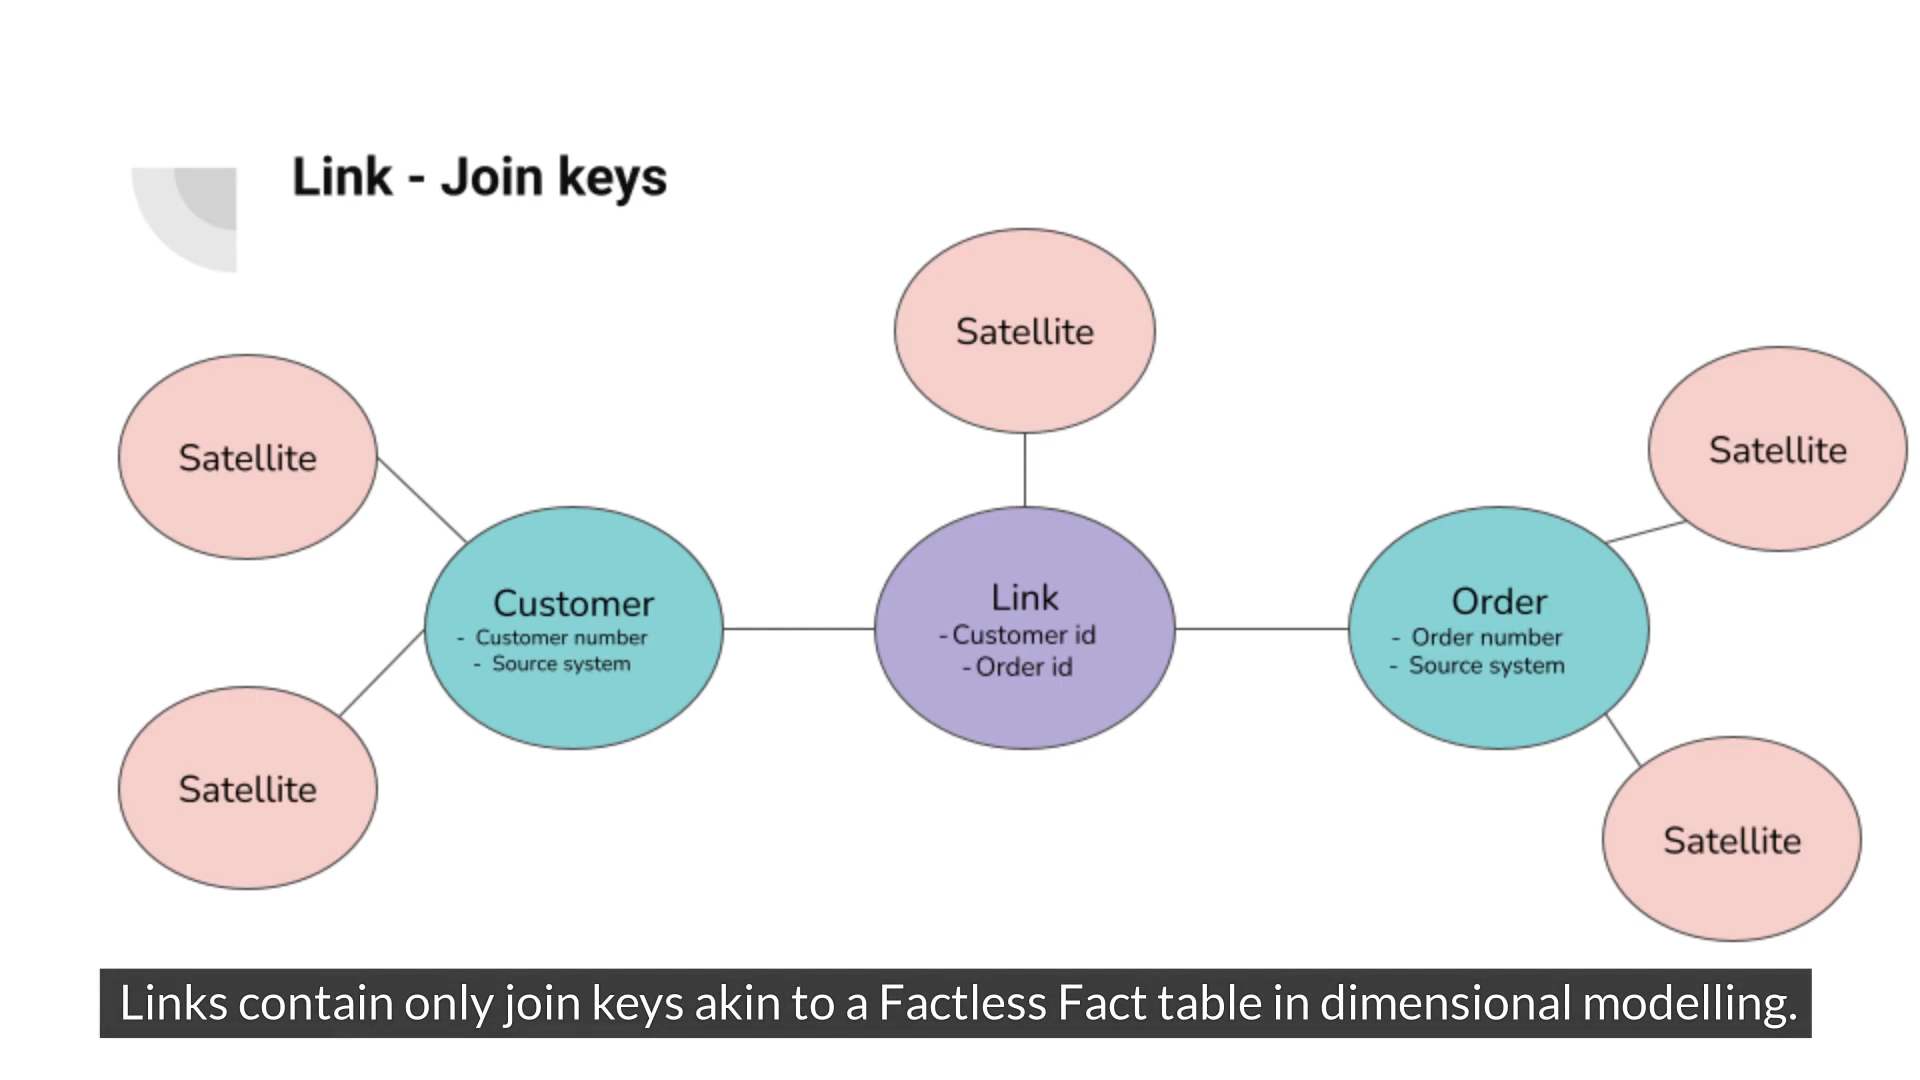 Link - Join keys
Satellite
Satellite
Satellite
Customer
- Customer number
- Source system
Link
- Customer id
- Order id
Order
- Order number
- Source system
Satellite
Satellite
Links contain only join keys akin to a Factless Fact table in dimensional modelling.